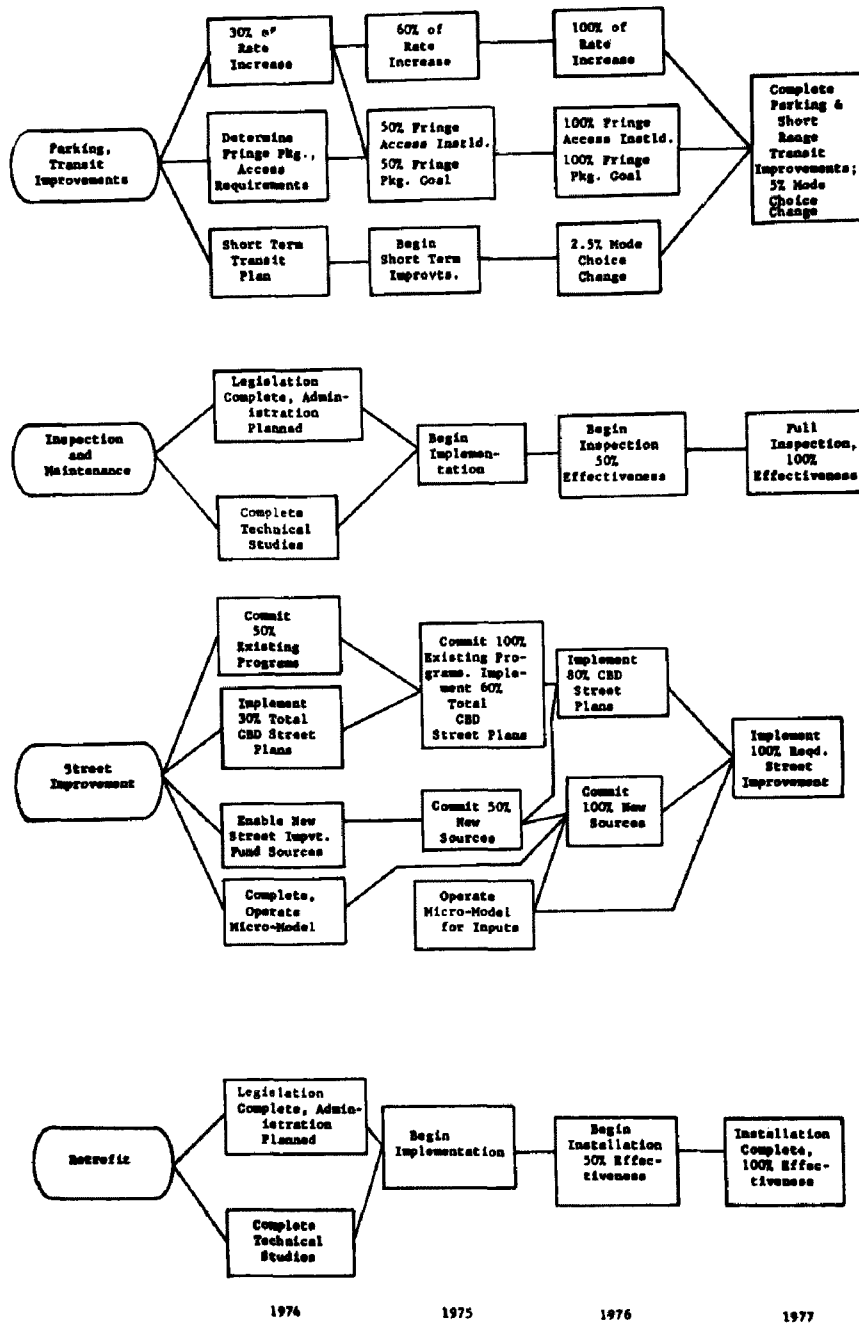 Parking,
Transit
Improvements
30% of
Rate
Increase
60% of
Rate
Increase
100% of
Rate
Increase
Determine
Fringe Pkg.,
Access
Requirements
50% Fringe
Access Instld.
50% Fringe
Pkg. Goal
100% Fringe
Access Instld.
100% Fringe
Pkg. Goal
Short Term
Transit
Plan
Begin
Short Term
Improvts.
2.5% Mode
Choice
Change
Complete
Parking &
Short
Range
Transit
Improvements;
5% Mode
Choice
Change
Inspection
and
Maintenance
Legislation
Complete, Admin-
istration
Planned
Complete
Technical
Studies
Begin
Implemen-
tation
Begin
Inspection
50%
Effectiveness
Full
Inspection,
100%
Effectiveness
Street
Improvement
Commit
50%
Existing
Programs
Implement
30% Total
CBD Street
Plans
Enable New
Street Impvt.
Fund Sources
Complete,
Operate
Micro-Model
Commit 100%
Existing Pro-
grams. Imple-
ment 60%
Total
CBD
Street Plans
Commit 50%
New
Sources
Operate
Micro-Model
for Inputs
Implement
80% CBD
Street
Plans
Commit
100% New
Sources
Implement
100% Reqd.
Street
Improvement
Retrofit
Legislation
Complete, Admin-
istration
Planned
Complete
Technical
Studies
Begin
Implementation
Begin
Installation
50% Effec-
tiveness
Installation
Complete,
100% Effec-
tiveness
1974
1975
1976
1977